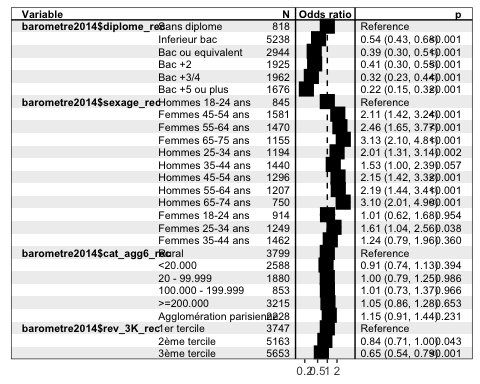 Variable N Odds ratio p
barometre2014$diplome_rec Sans diplome 818 Reference
Inferieur bac 5238 0.54 (0.43, 0.68) <0.001
Bac ou equivalent 2944 0.39 (0.30, 0.51) <0.001
Bac +2 1925 0.41 (0.30, 0.55) <0.001
Bac +3/4 1962 0.32 (0.23, 0.44) <0.001
Bac +5 ou plus 1676 0.22 (0.15, 0.32) <0.001
barometre2014$sexage_rec Hommes 18-24 ans 845 Reference
Femmes 45-54 ans 1581 2.11 (1.42, 3.24) <0.001
Femmes 55-64 ans 1470 2.46 (1.65, 3.77) <0.001
Femmes 65-75 ans 1155 3.13 (2.10, 4.81) <0.001
Hommes 25-34 ans 1194 2.01 (1.31, 3.14) 0.002
Hommes 35-44 ans 1440 1.53 (1.00, 2.39) 0.057
Hommes 45-54 ans 1296 2.15 (1.42, 3.32) <0.001
Hommes 55-64 ans 1207 2.19 (1.44, 3.41) <0.001
Hommes 65-74 ans 750 3.10 (2.01, 4.90) <0.001
Femmes 18-24 ans 914 1.01 (0.62, 1.68) 0.954
Femmes 25-34 ans 1249 1.61 (1.04, 2.56) 0.038
Femmes 35-44 ans 1462 1.24 (0.79, 1.96) 0.360
barometre2014$cat_agg6_rec Rural 3799 Reference
<20.000 2588 0.91 (0.74, 1.13) 0.394
20 - 99.999 1880 1.00 (0.79, 1.25) 0.986
100.000 - 199.999 853 1.01 (0.73, 1.37) 0.966
>=200.000 3215 1.05 (0.86, 1.28) 0.653
Agglomération parisienne 2228 1.15 (0.91, 1.44) 0.231
barometre2014$rev_3K_rec 1er tercile 3747 Reference
2ème tercile 5163 0.84 (0.71, 1.00) 0.043
3ème tercile 5653 0.65 (0.54, 0.79) <0.001
0.2 0.5 1 2